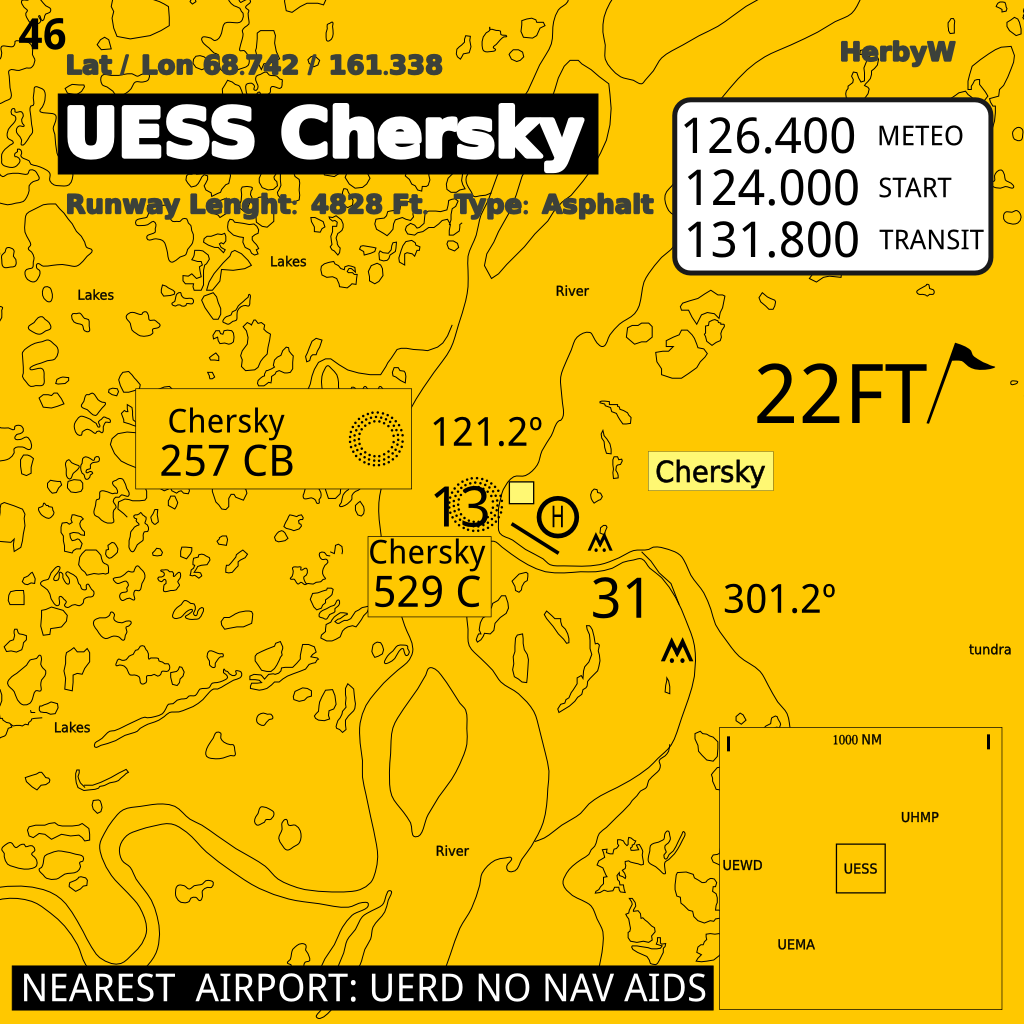 46
Lat / Lon 68.742 / 161.338
HerbyW
UESS Chersky
126.400 METEO
124.000 START
131.800 TRANSIT
Runway Lenght: 4828 Ft. Type: Asphalt
Lakes
Lakes
River
22FT
Chersky
257 CB
121.2º
Chersky
13
H
Chersky
529 C
31
301.2º
tundra
Lakes
1000 NM
UHMP
UEWD
UESS
UEMA
River
NEAREST AIRPORT: UERD NO NAV AIDS